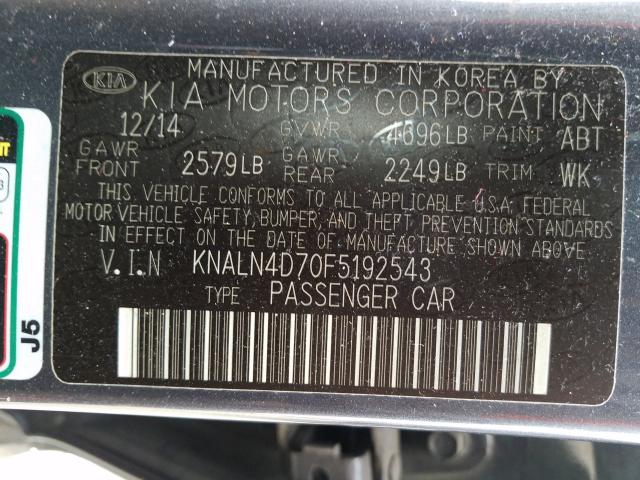 MANUFACTURED IN KOREA BY
KIA KIA MOTORS CORPORATION
12/14 GVWR 4696LB PAINT ABT
GAWR FRONT 2579LB GAWR REAR 2249LB TRIM WK
THIS VEHICLE CONFORMS TO ALL APPLICABLE U.S.A. FEDERAL
MOTOR VEHICLE SAFETY, BUMPER, AND THEFT PREVENTION STANDARDS
IN EFFECT ON THE DATE OF MANUFACTURE SHOWN ABOVE
V.I.N KNALN4D70F5192543
TYPE PASSENGER CAR
J5